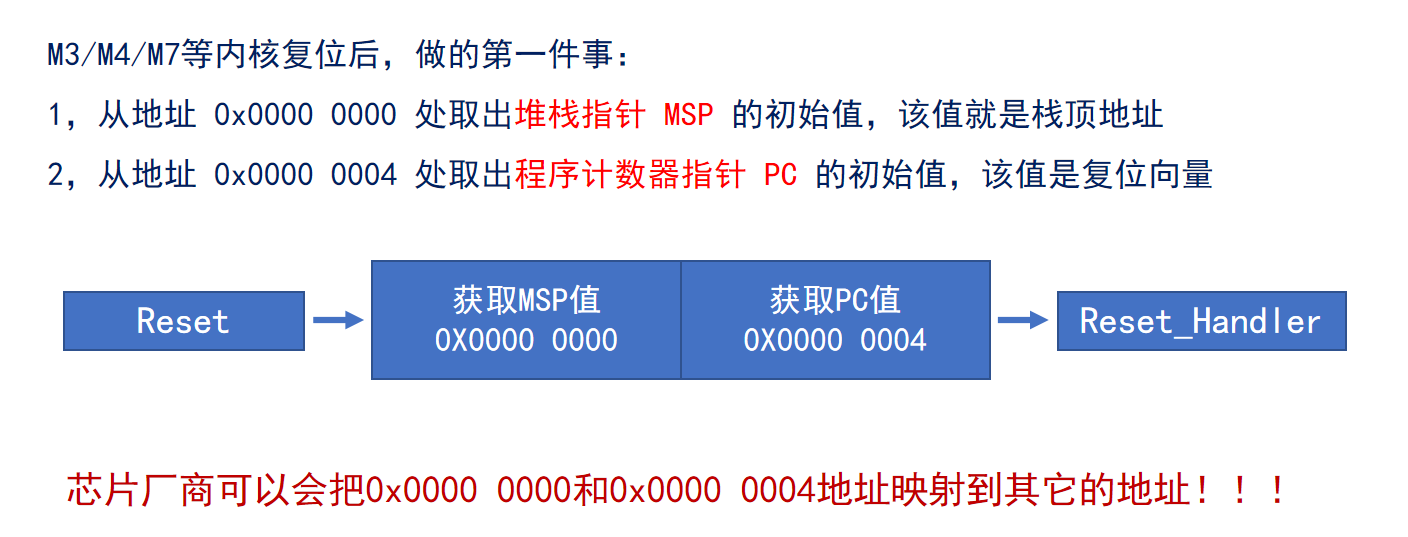 M3/M4/M7等内核复位后，做的第一件事：
1，从地址 0x0000 0000 处取出堆栈指针 MSP 的初始值，该值就是栈顶地址
2，从地址 0x0000 0004 处取出程序计数器指针 PC 的初始值，该值是复位向量
Reset
获取MSP值
0X0000 0000
获取PC值
0X0000 0004
Reset_Handler
芯片厂商可以会把0x0000 0000和0x0000 0004地址映射到其它的地址！！！